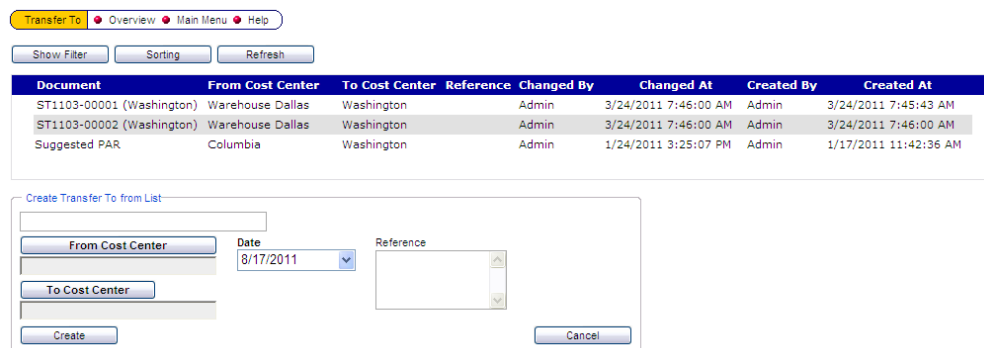 Transfer To Overview Main Menu Help
Show Filter Sorting Refresh
Document From Cost Center To Cost Center Reference Changed By Changed At Created By Created At
ST1103-00001 (Washington) Warehouse Dallas Washington Admin 3/24/2011 7:46:00 AM Admin 3/24/2011 7:45:43 AM
ST1103-00002 (Washington) Warehouse Dallas Washington Admin 3/24/2011 7:46:00 AM Admin 3/24/2011 7:46:00 AM
Suggested PAR Columbia Washington Admin 1/24/2011 3:25:07 PM Admin 1/17/2011 11:42:36 AM
Create Transfer To from List
From Cost Center Date Reference
8/17/2011
To Cost Center
Create Cancel